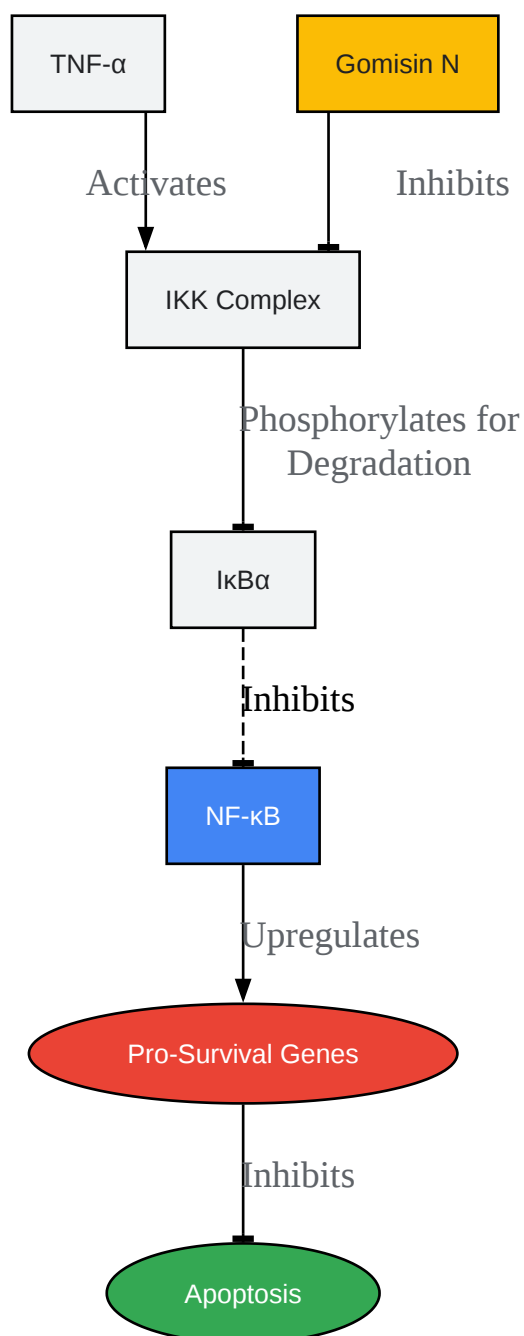 TNF-α
Gomisin N
Activates
Inhibits
IKK Complex
Phosphorylates for
Degradation
IκBα
Inhibits
NF-κB
Upregulates
Pro-Survival Genes
Inhibits
Apoptosis